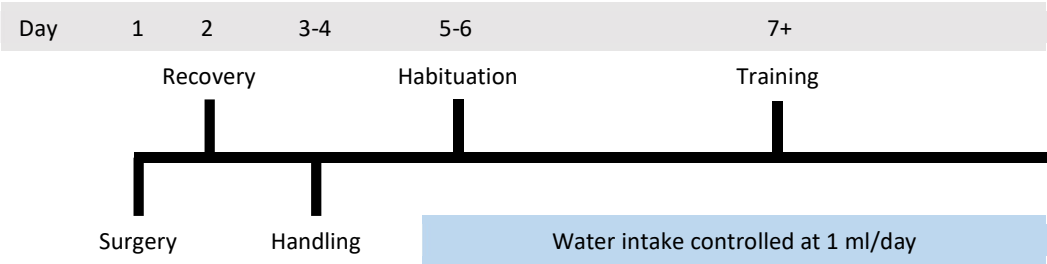 Day 1 2 3-4 5-6 7+
Recovery Habituation Training
Surgery Handling Water intake controlled at 1 ml/day